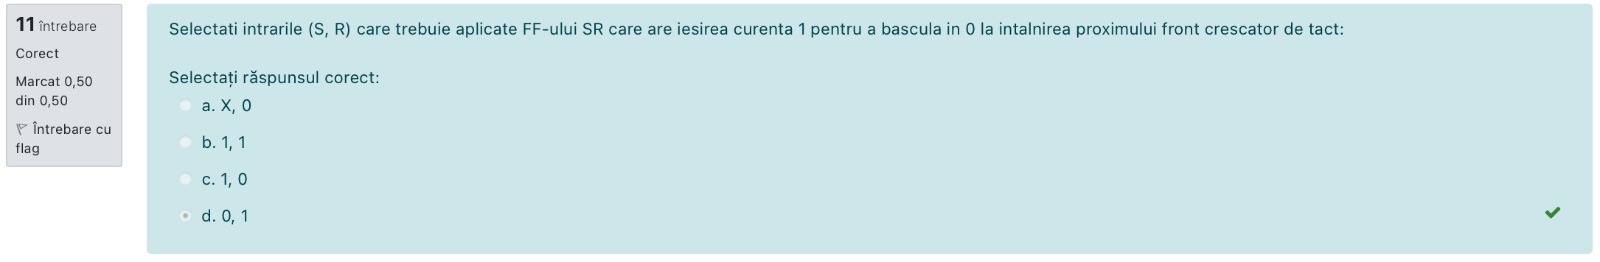 11 întrebare
Corect
Marcat 0,50
din 0,50
Întrebare cu
flag
Selectati intrarile (S, R) care trebuie aplicate FF-ului SR care are iesirea curenta 1 pentru a bascula in 0 la intalnirea proximului front crescator de tact:
Selectați răspunsul corect:
a. X, 0
b. 1, 1
c. 1, 0
d. 0, 1